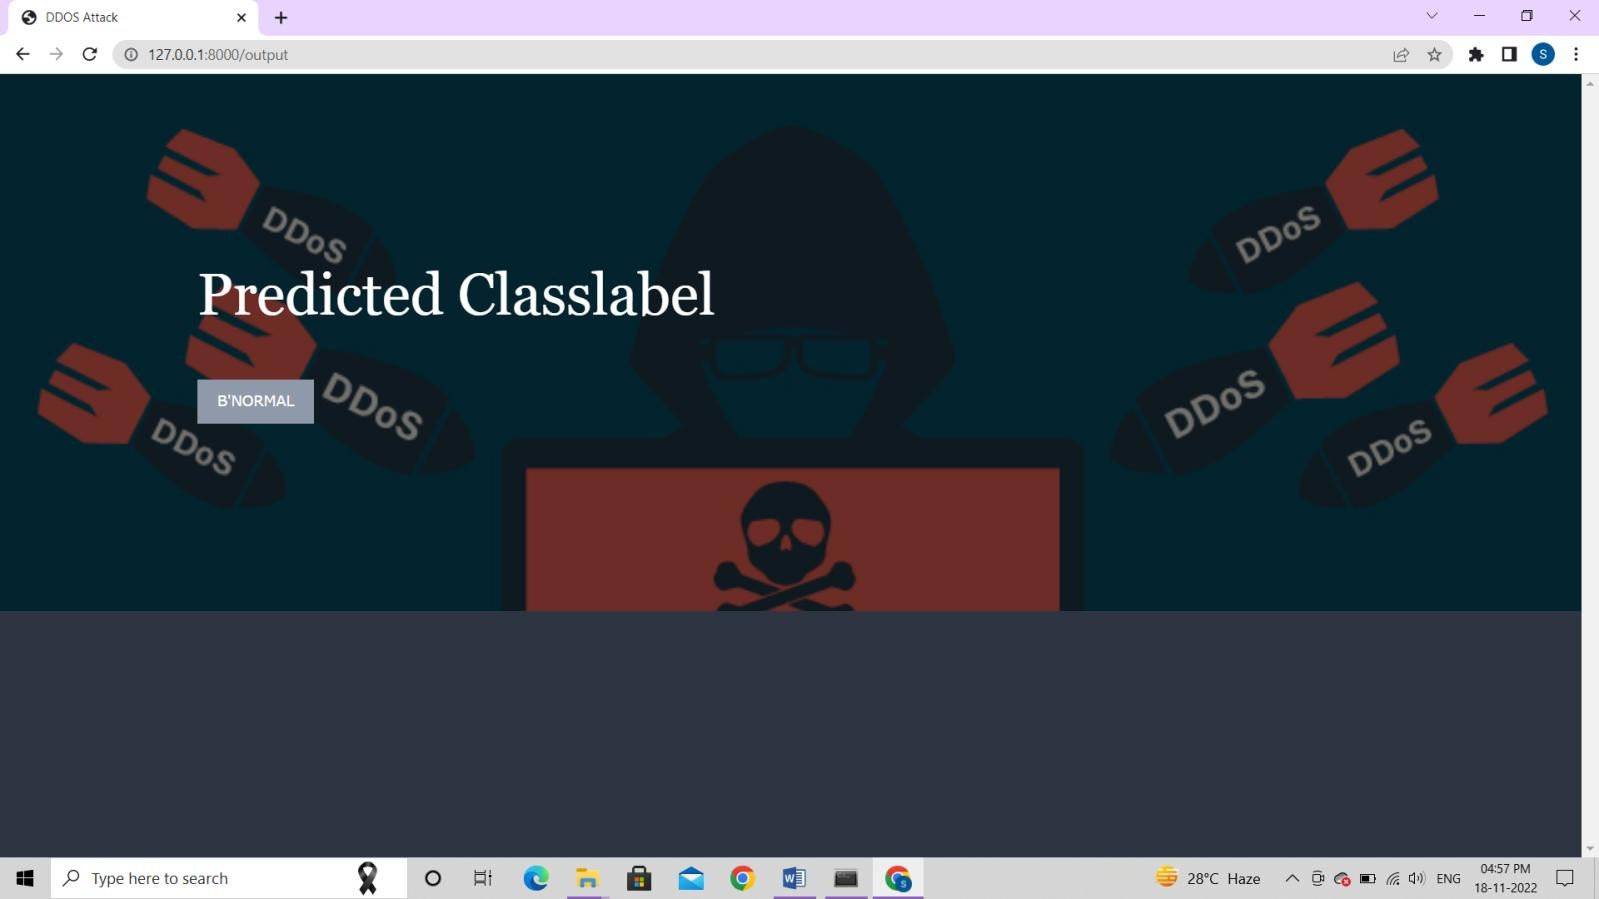 DDOS Attack
127.0.0.1:8000/output
S
DDoS
DDoS
Predicted Classlabel
DDoS
DDoS
B'NORMAL
DDoS
DDoS
Type here to search
28°C Haze
ENG
04:57 PM
18-11-2022